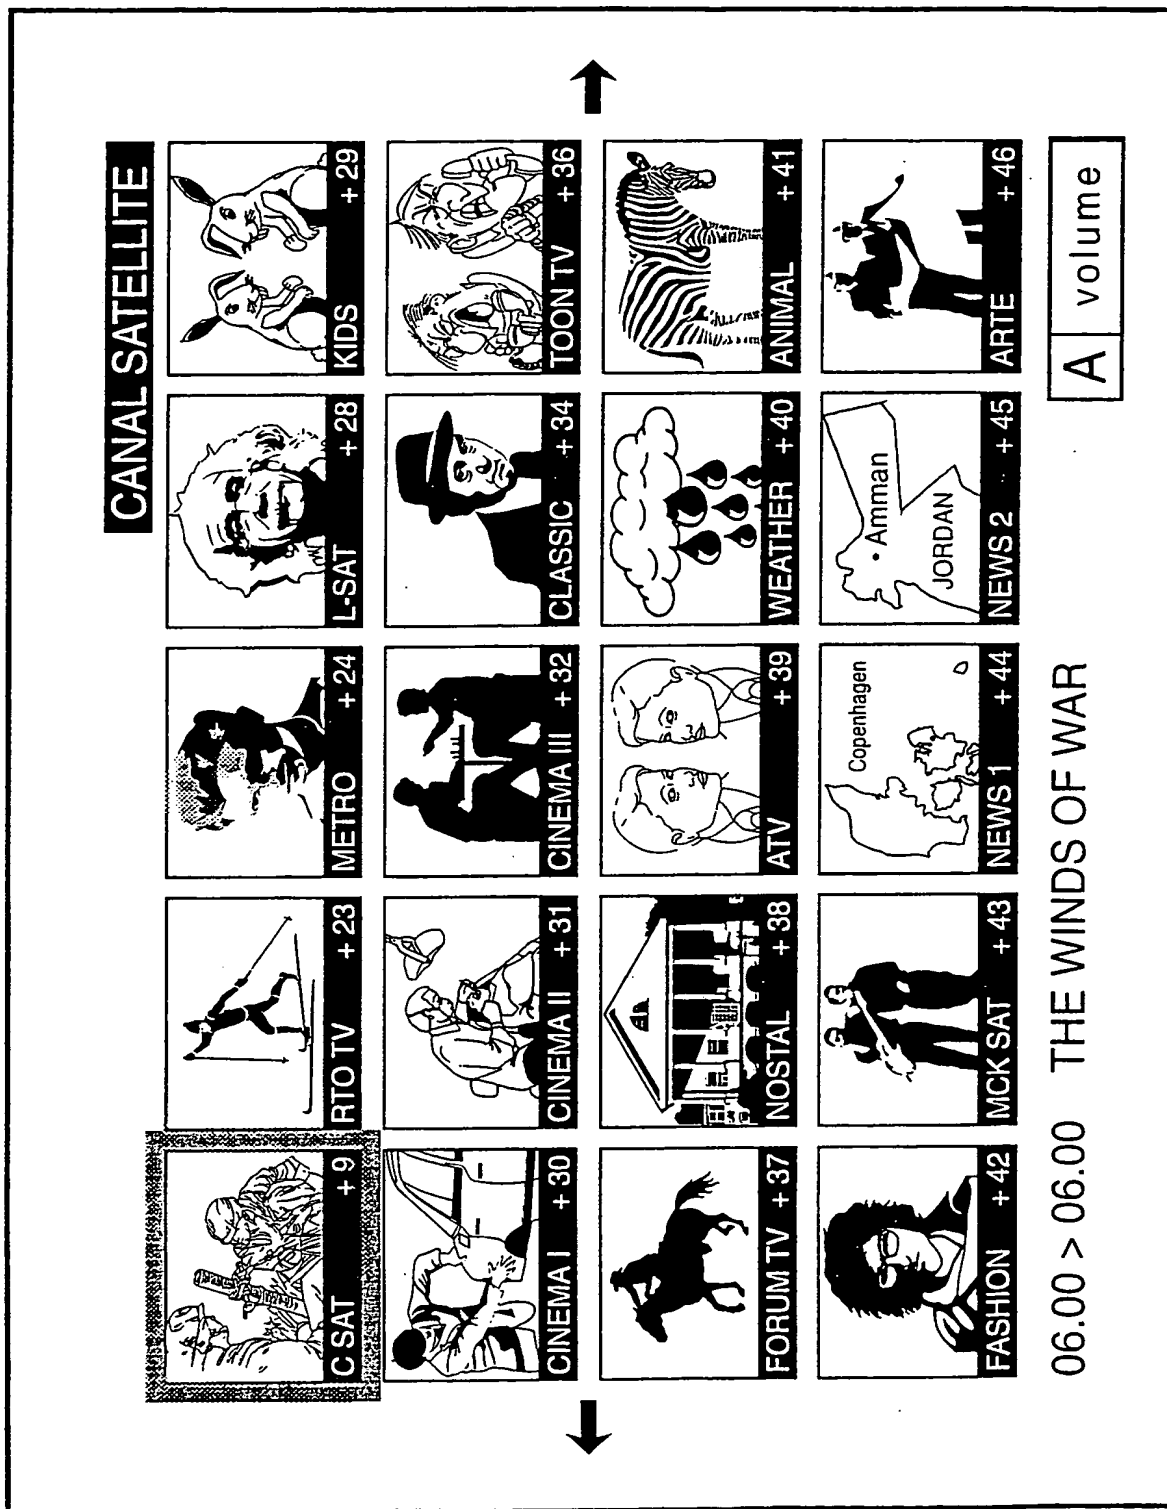 CANAL SATELLITE
C SAT +9
RTO TV +23
METRO +24
L-SAT +28
KIDS +29
CINEMA I +30
CINEMA II +31
CINEMA III +32
CLASSIC +34
TOON TV +36
FORUM TV +37
NOSTAL +38
ATV +39
WEATHER +40
ANIMAL +41
Copenhagen
Amman
JORDAN
FASHION +42
MCK SAT +43
NEWS 1 +44
NEWS 2 +45
ARTE +46
06.00 > 06.00 THE WINDS OF WAR
A volume